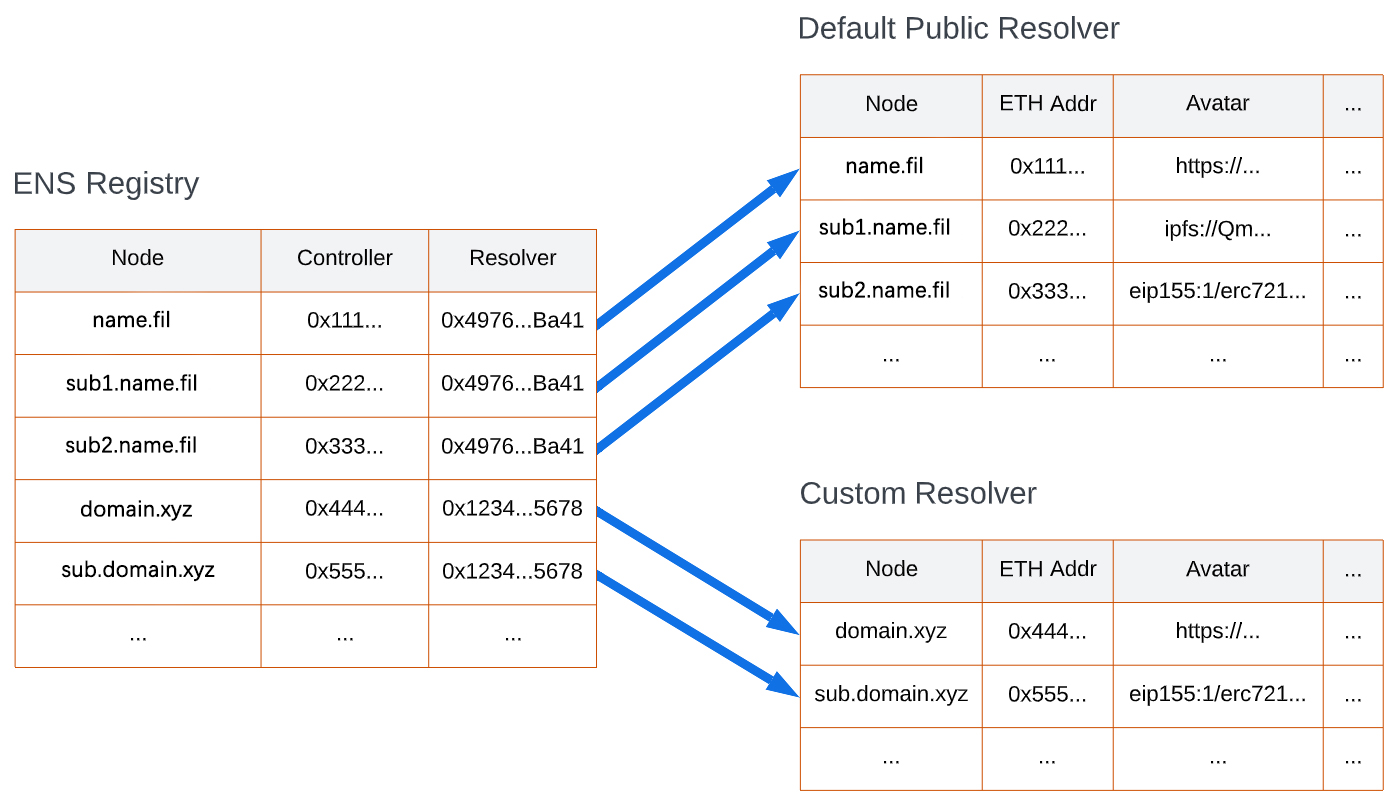 Default Public Resolver
Node ETH Addr Avatar ...
name.fil 0x111... https://... ...
sub1.name.fil 0x222... ipfs://Qm... ...
sub2.name.fil 0x333... eip155:1/erc721... ...
... ... ... ...
ENS Registry
Node Controller Resolver
name.fil 0x111... 0x4976...Ba41
sub1.name.fil 0x222... 0x4976...Ba41
sub2.name.fil 0x333... 0x4976...Ba41
domain.xyz 0x444... 0x1234...5678
sub.domain.xyz 0x555... 0x1234...5678
... ... ...
Custom Resolver
Node ETH Addr Avatar ...
domain.xyz 0x444... https://... ...
sub.domain.xyz 0x555... eip155:1/erc721... ...
... ... ... ...